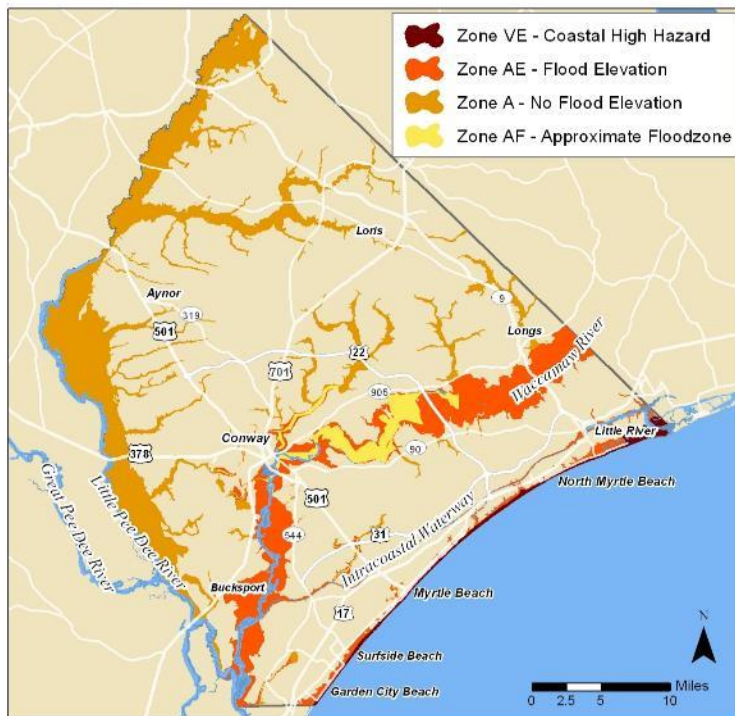 Zone VE - Coastal High Hazard
Zone AE - Flood Elevation
Zone A - No Flood Elevation
Zone AF - Approximate Floodzone
Loris
Aynor
319
501
9
Longs
22
701
905
Waccamaw River
Conway
Little River
378
90
501
North Myrtle Beach
Great Pee Dee River
Little Pee Dee River
544
31
Intracoastal Waterway
Bucksport
Myrtle Beach
17
N
Surfside Beach
Garden City Beach
Miles
0 2.5 5 10